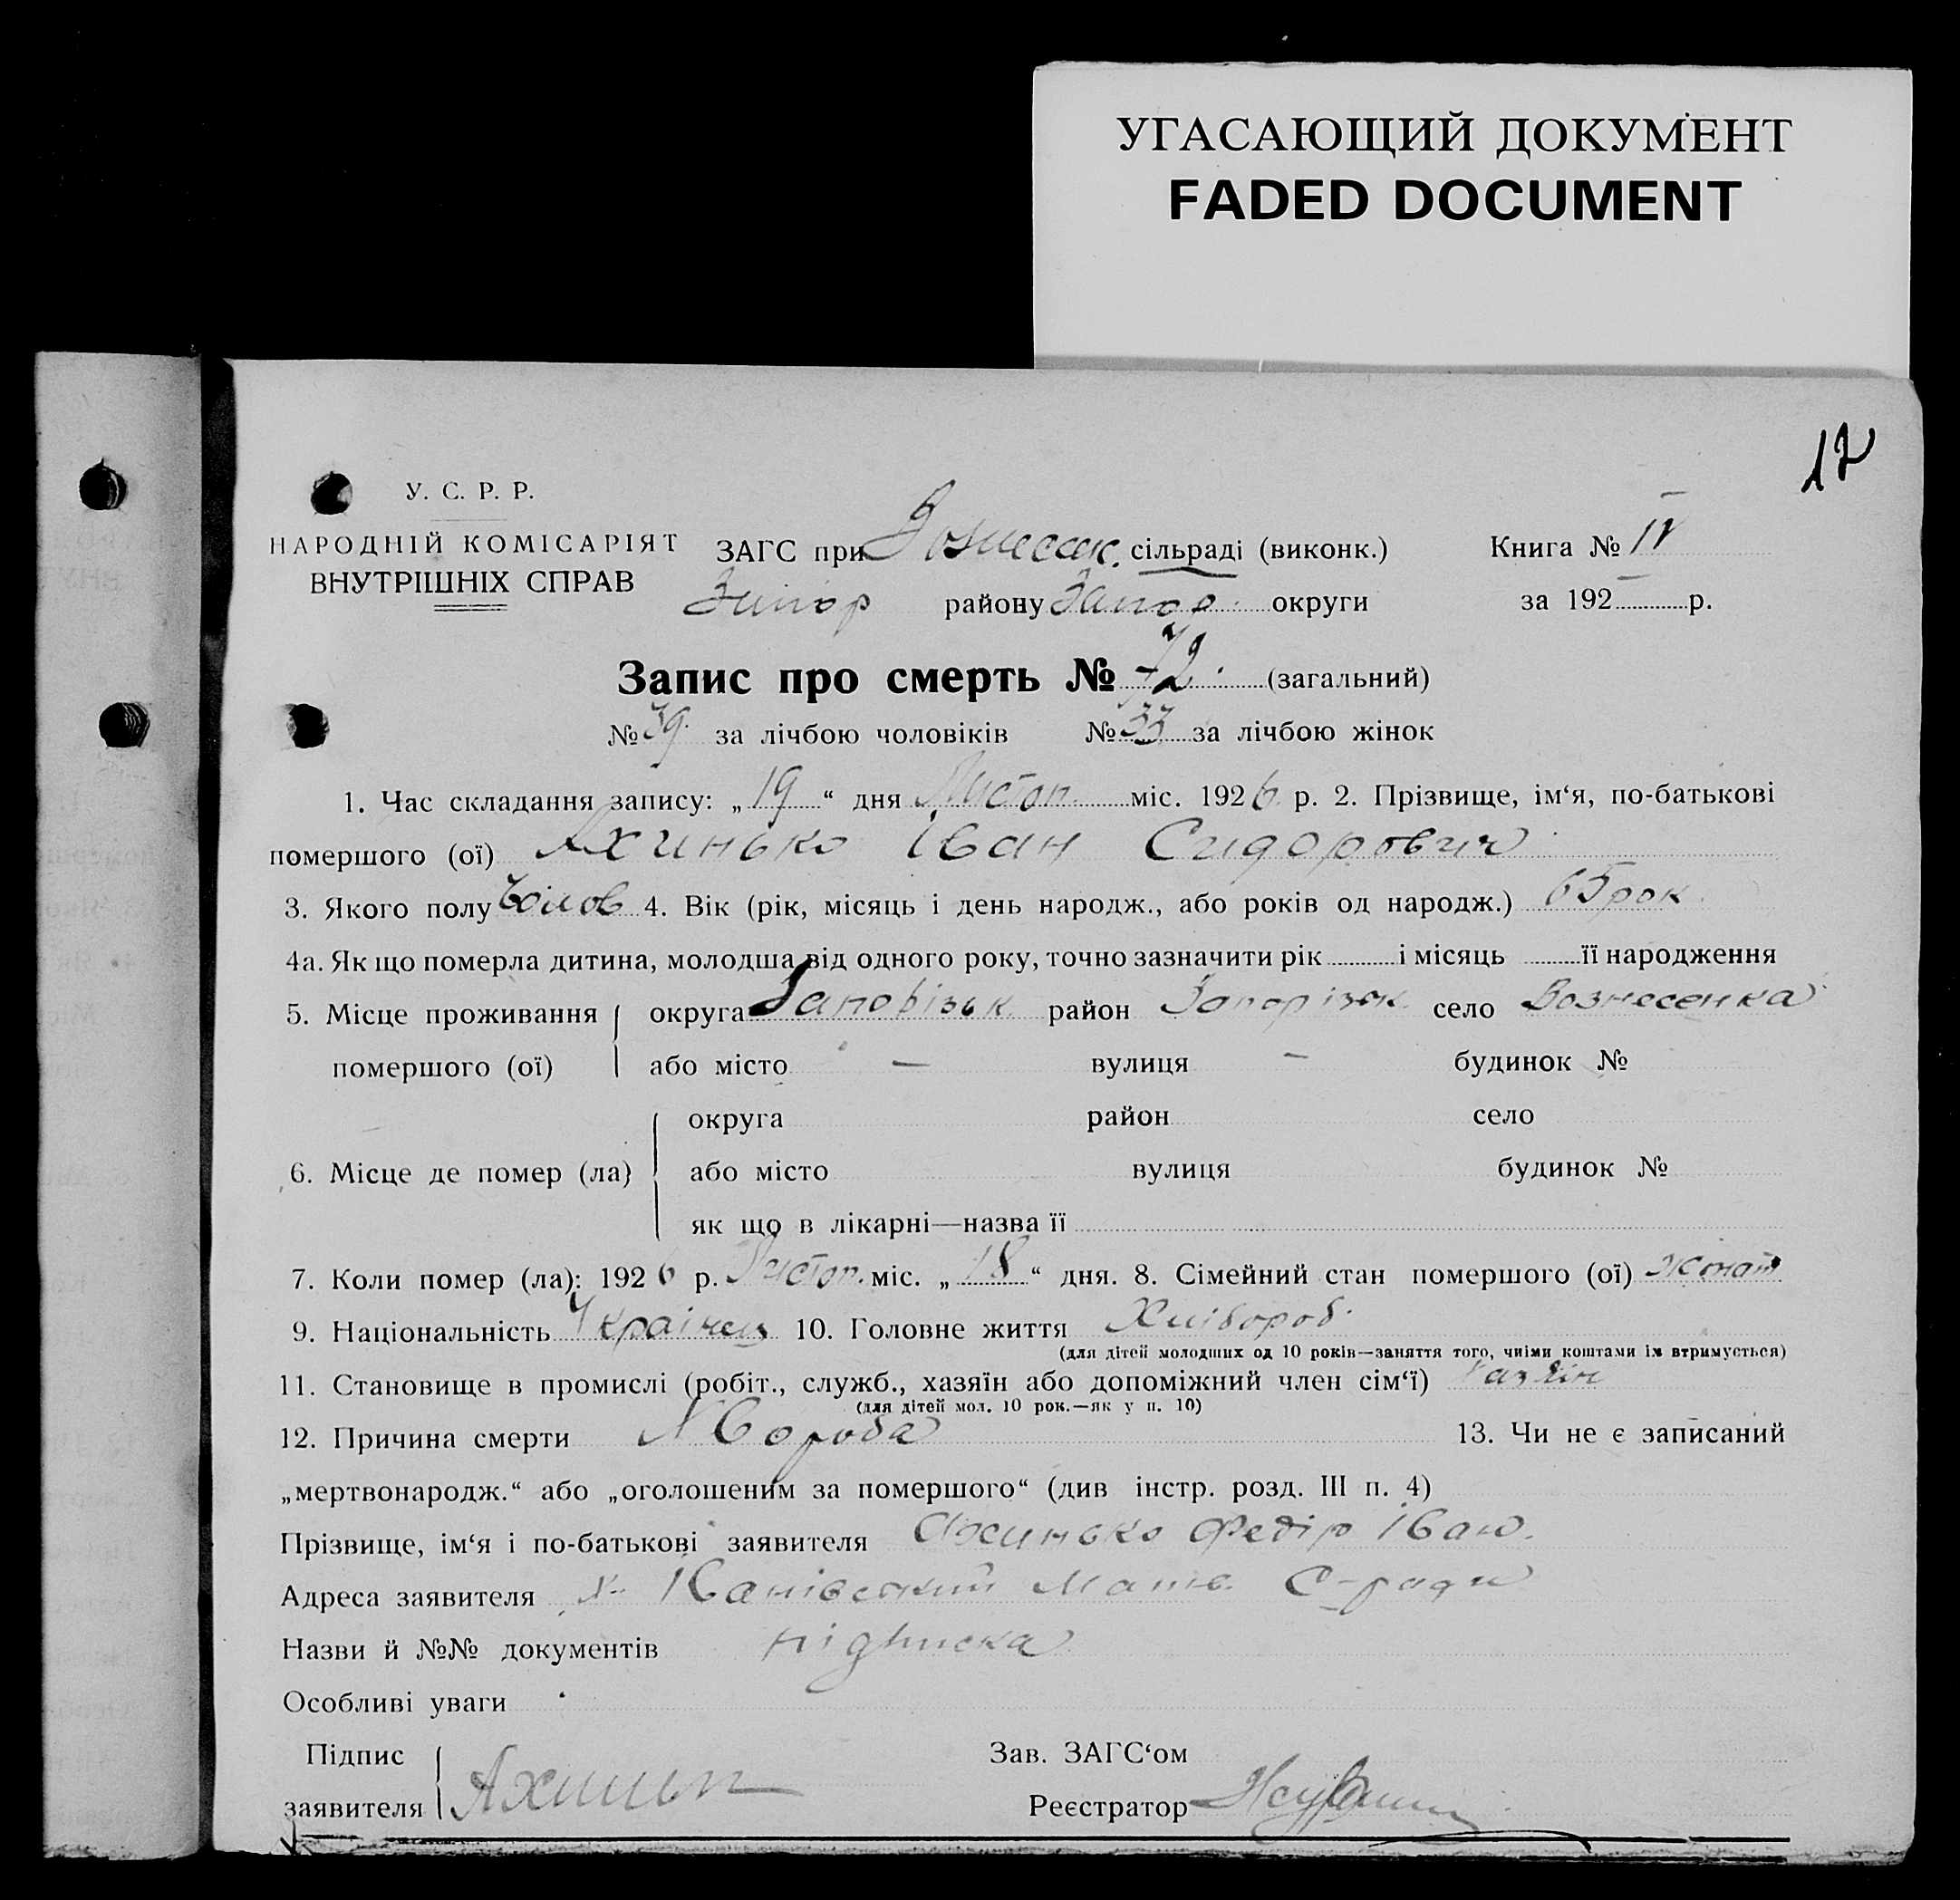 УГАСАЮЩИЙ ДОКУМЕНТ
FADED DOCUMENT
12
У. С. Р. Р.
НАРОДНІЙ КОМІСАРІЯТ
ВНУТРІШНІХ СПРАВ
ЗАГС при Вознесенк. сільраді (виконк.) Книга № IV
Запор району Запор. округи за 192 р.
Запис про смерть № 72. (загальний)
№ 39. за лічбою чоловіків № 33 за лічбою жінок
1. Час складання запису: „19“ дня Листоп. міс. 1926 р. 2. Прізвище, ім‘я, по-батькові
помершого (ої) Яхинько Іван Сидорович
3. Якого полу Чолов 4. Вік (рік, місяць і день народж., або років од народж.) 65 рок.
4а. Як що померла дитина, молодша від одного року, точно зазначити рік і місяць її народження
5. Місце проживання округа Запорізьк район Запорізьк село Вознесенка
помершого (ої) або місто — вулиця — будинок №
округа район село
6. Місце де помер (ла) або місто вулиця будинок №
як що в лікарні—назва її
7. Коли помер (ла): 1926 р. Листоп. міс. „18“ дня. 8. Сімейний стан помершого (ої) жонат
9. Національність Українец 10. Головне життя Хлібороб
(для дітей молодших од 10 років—заняття того, чиїми коштами їх втримується)
11. Становище в промислі (робіт., служб., хазяїн або допоміжний член сім‘ї) Хазяїн
(для дітей мол. 10 рок.—як у п. 10)
12. Причина смерти Хвороба 13. Чи не є записаний
„мертвонародж.“ або „оголошеним за помершого“ (див інстр. розд. III п. 4)
Прізвище, ім‘я і по-батькові заявителя Яхинько Федір Іван.
Адреса заявителя х. Канівський С-ради
Назви й №№ документів підписка
Особливі уваги
Підпис Зав. ЗАГС‘ом
заявителя Реєстратор